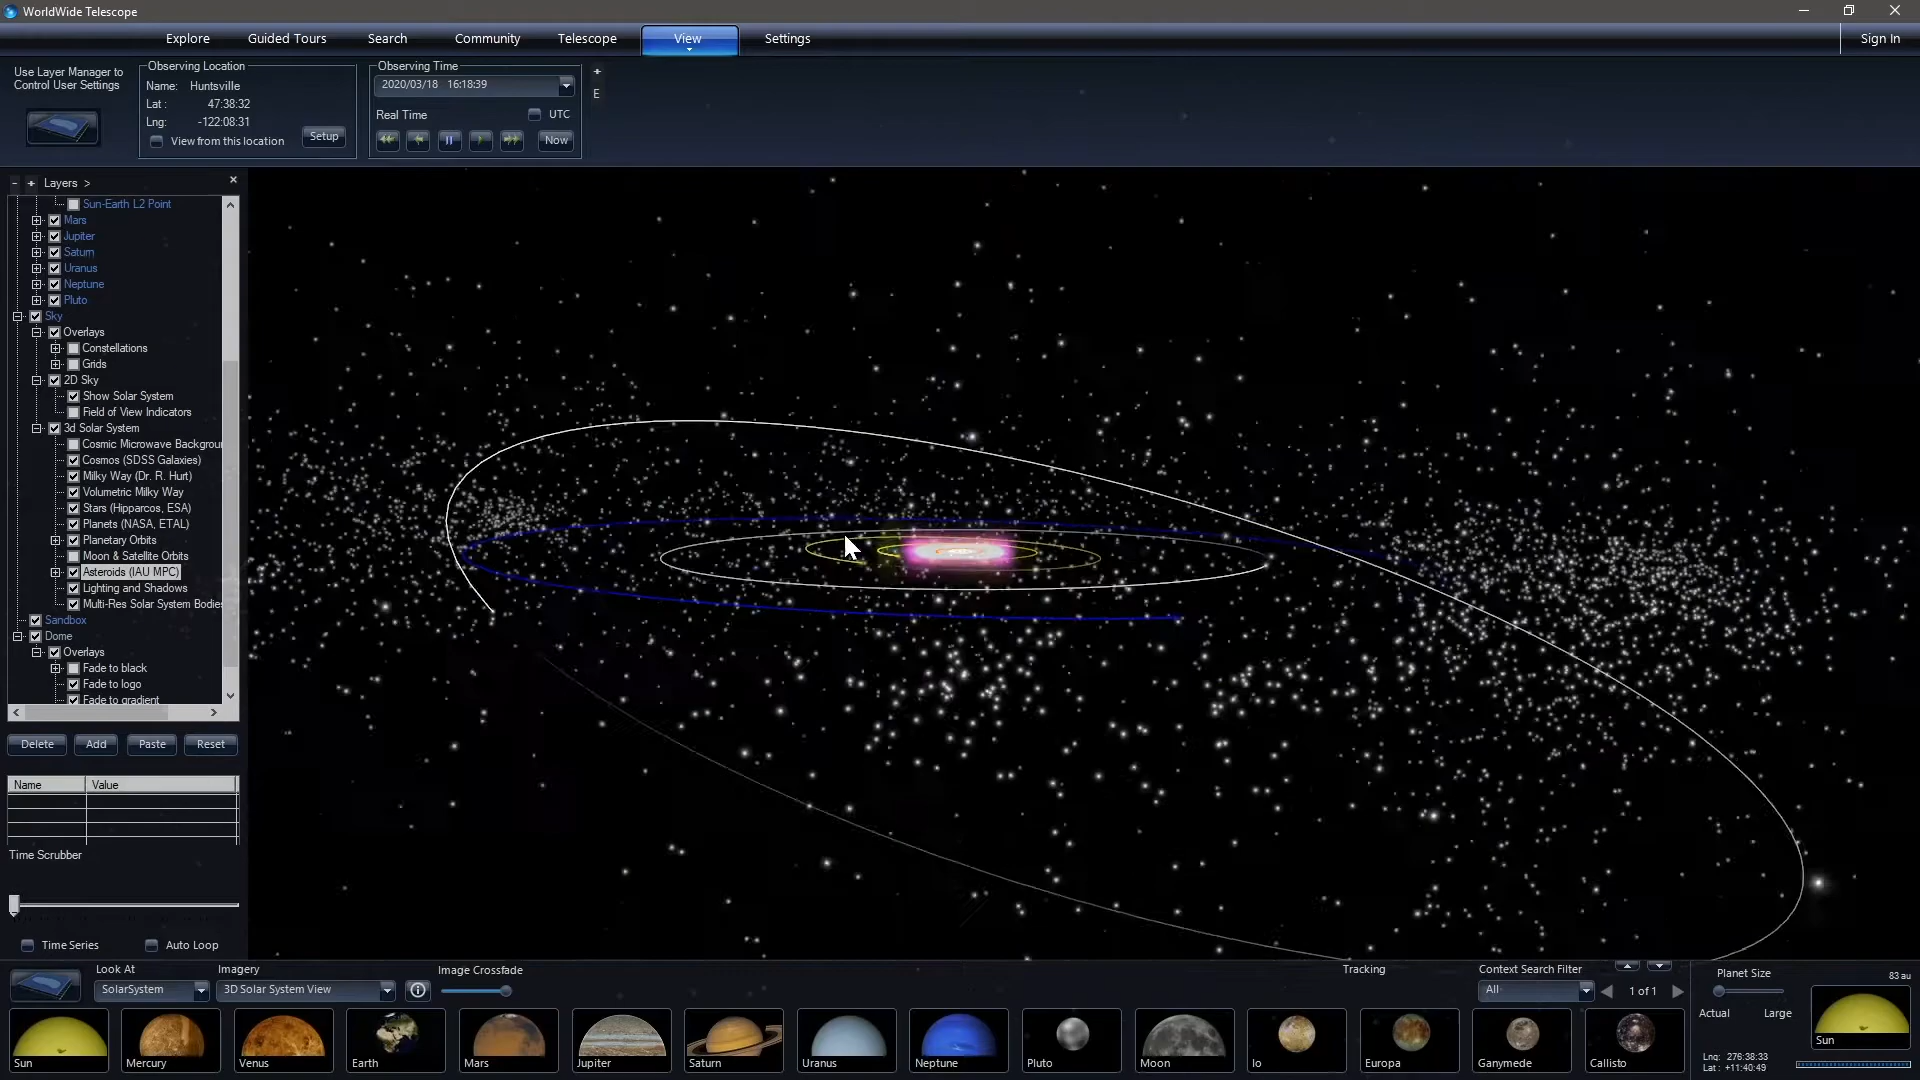 WorldWide Telescope
Explore
Guided Tours
Search
Community
Telescope
View
Settings
Sign In
Use Layer Manager to
Control User Settings
Observing Location
Name: Huntsville
Lat : 47:38:32
Lng: -122:08:31
View from this location
Setup
Observing Time
2020/03/18 16:18:39
Real Time
UTC
Now
E
Layers >
Sun-Earth L2 Point
Mars
Jupiter
Saturn
Uranus
Neptune
Pluto
Sky
Overlays
Constellations
Grids
2D Sky
Show Solar System
Field of View Indicators
3d Solar System
Cosmic Microwave Backgroun
Cosmos (SDSS Galaxies)
Milky Way (Dr. R. Hurt)
Volumetric Milky Way
Stars (Hipparcos, ESA)
Planets (NASA, ETAL)
Planetary Orbits
Moon & Satellite Orbits
Asteroids (IAU MPC)
Lighting and Shadows
Multi-Res Solar System Bodies
Sandbox
Dome
Overlays
Fade to black
Fade to logo
Fade to gradient
Delete
Add
Paste
Reset
Name
Value
Time Scrubber
Time Series
Auto Loop
Look At
SolarSystem
Imagery
3D Solar System View
Image Crossfade
Tracking
Context Search Filter
All
1 of 1
Planet Size
Actual
Large
83 au
Sun
Mercury
Venus
Earth
Mars
Jupiter
Saturn
Uranus
Neptune
Pluto
Moon
Io
Europa
Ganymede
Callisto
Lng: 276:38:33
Lat : +11:40:49
Sun